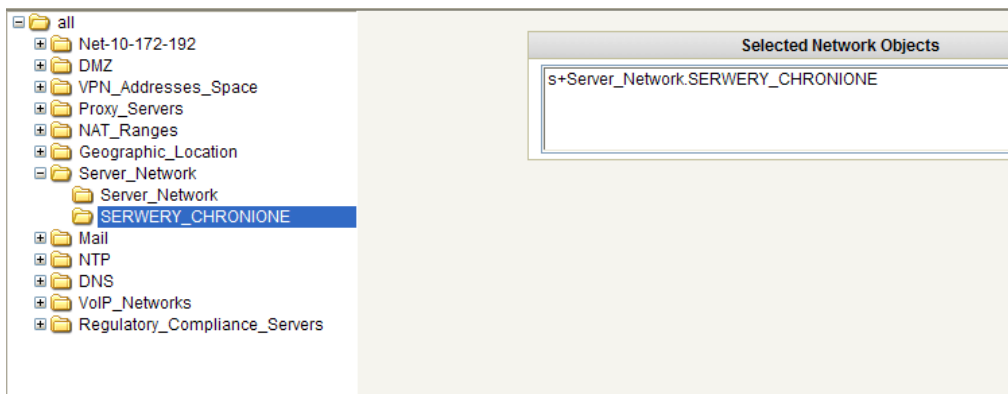 all
Net-10-172-192
DMZ
VPN_Addresses_Space
Proxy_Servers
NAT_Ranges
Geographic_Location
Server_Network
Server_Network
SERWERY_CHRONIONE
Mail
NTP
DNS
VoIP_Networks
Regulatory_Compliance_Servers
Selected Network Objects
s+Server_Network.SERWERY_CHRONIONE